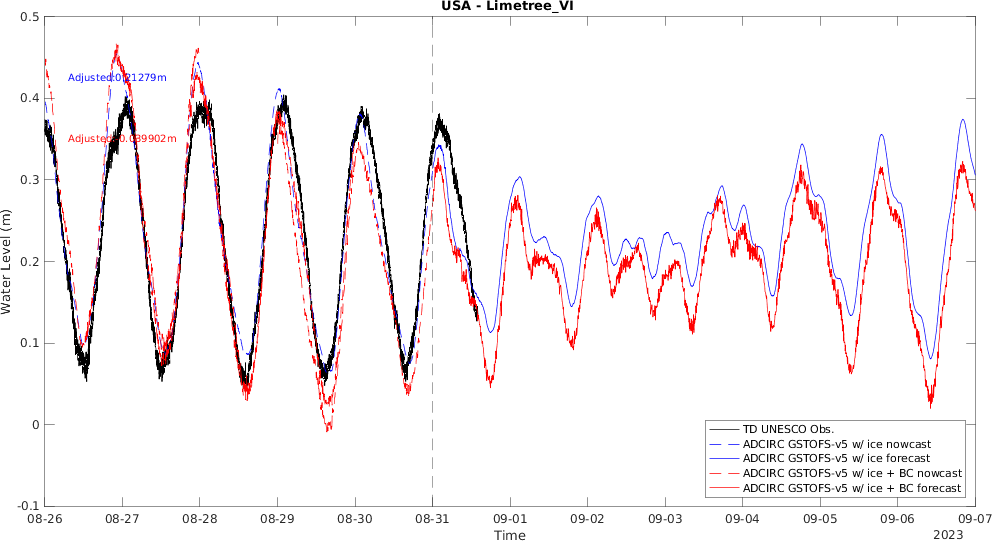 USA - Limetree_VI
0.5
0.4
0.3
0.2
0.1
0
-0.1
Water Level (m)
Adjusted:0.21279m
TD UNESCO Obs.
ADCIRC GSTOFS-v5 w/ ice nowcast
ADCIRC GSTOFS-v5 w/ ice forecast
ADCIRC GSTOFS-v5 w/ ice + BC nowcast
ADCIRC GSTOFS-v5 w/ ice + BC forecast
08-26 08-27 08-28 08-29 08-30 08-31 09-01 09-02 09-03 09-04 09-05 09-06 09-07
Time
2023